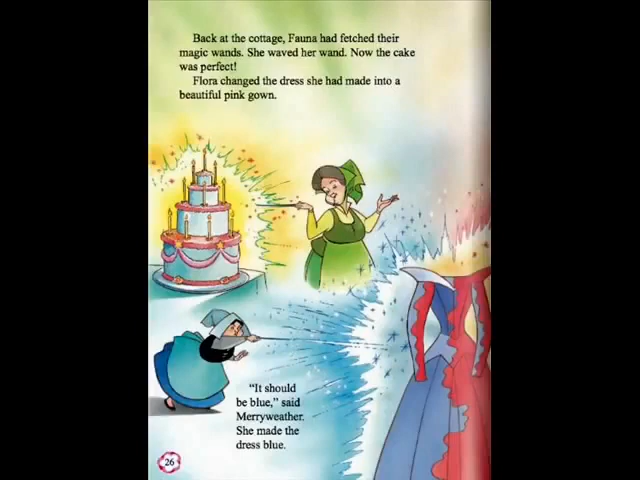 Back at the cottage, Fauna had fetched their
magic wands. She waved her wand. Now the cake
was perfect!
Flora changed the dress she had made into a
beautiful pink gown.
"It should
be blue," said
Merryweather.
She made the
dress blue.
26